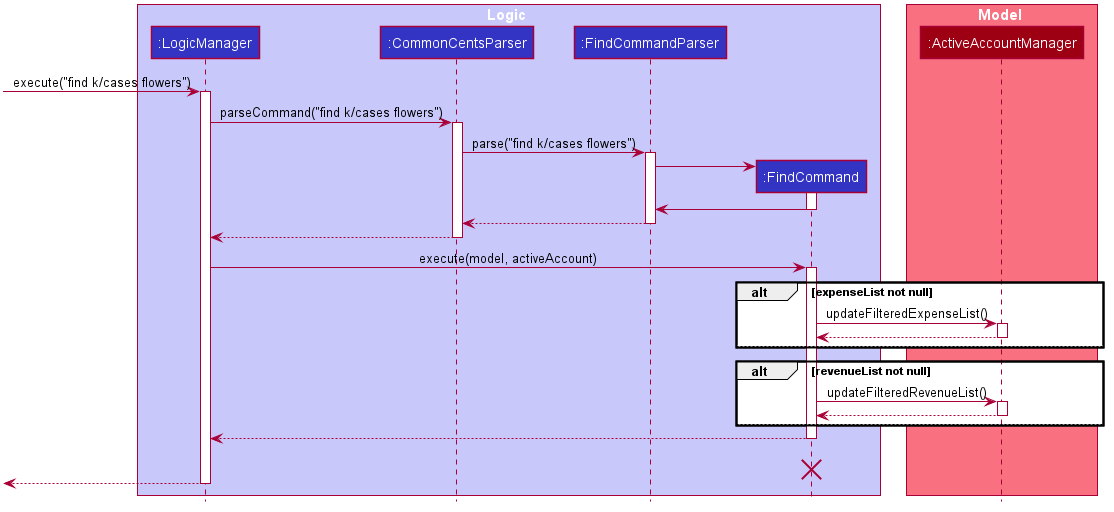 Logic
Model
:LogicManager
:CommonCentsParser
:FindCommandParser
:ActiveAccountManager
execute("find k/cases flowers")
parseCommand("find k/cases flowers")
parse("find k/cases flowers")
:FindCommand
execute(model, activeAccount)
alt [expenseList not null]
updateFilteredExpenseList()
alt [revenueList not null]
updateFilteredRevenueList()